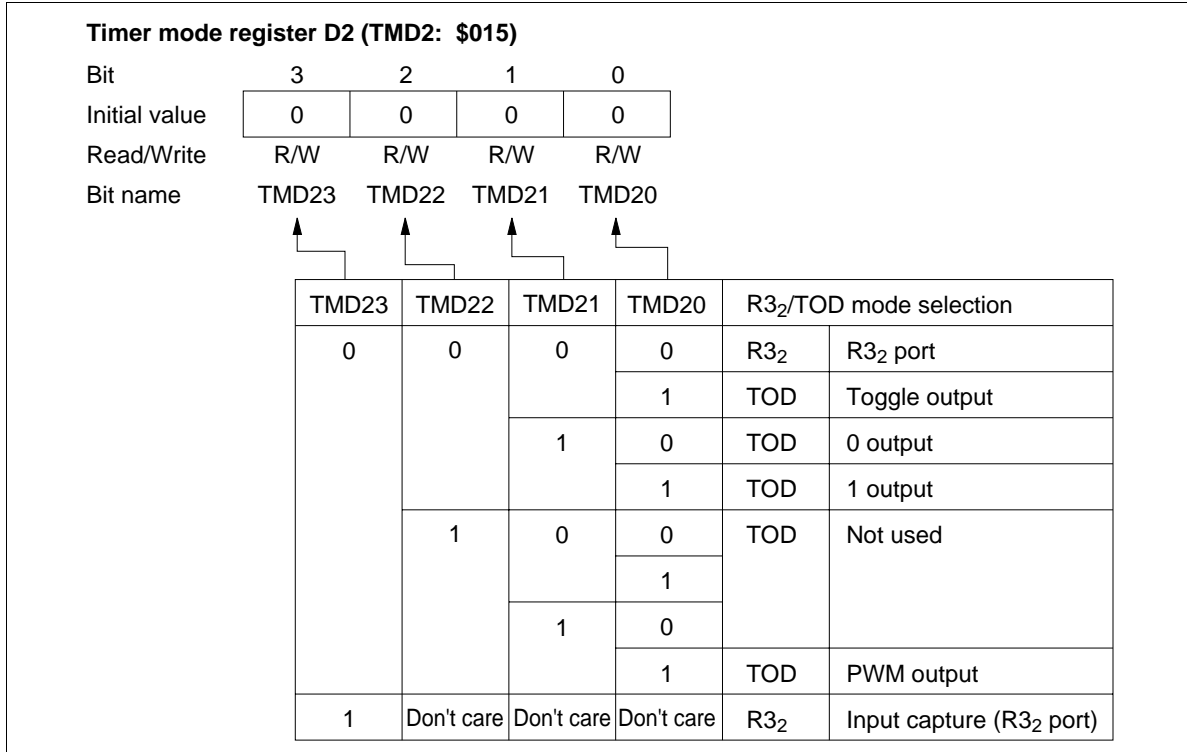 Timer mode register D2 (TMD2: $015)
Bit 3 2 1 0
Initial value 0 0 0 0
Read/Write R/W R/W R/W R/W
Bit name TMD23 TMD22 TMD21 TMD20
TMD23 TMD22 TMD21 TMD20 R3₂/TOD mode selection
0 0 0 0 R3₂ R3₂ port
1 TOD Toggle output
1 0 TOD 0 output
1 TOD 1 output
1 0 0 TOD Not used
1
1 0
1 TOD PWM output
1 Don't care Don't care Don't care R3₂ Input capture (R3₂ port)